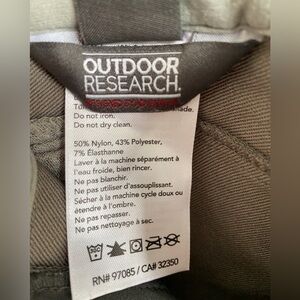 OUTDOOR
RESEARCH.
Do not iron.
Do not dry clean.
50% Nylon, 43% Polyester,
7% Élasthanne
Laver à la machine séparément à
l'eau froide, bien rincer.
Ne pas blanchir.
Ne pas utiliser d'assouplissant.
Sécher à la machine cycle doux ou
étendre à l'ombre.
Ne pas repasser.
Ne pas nettoyage à sec.
RN# 97085 / CA# 32350